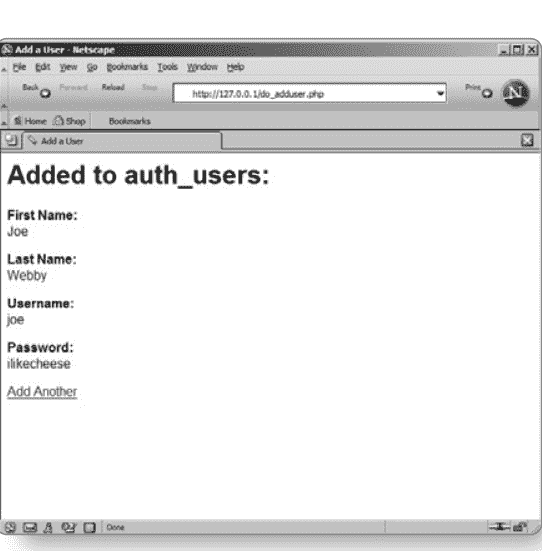 Add a User - Netscape
File Edit View Go Bookmarks Tools Window Help
Back Forward Reload Stop http://127.0.0.1/do_adduser.php Print N
Home Shop Bookmarks
Add a User
Added to auth_users:
First Name:
Joe
Last Name:
Webby
Username:
joe
Password:
ilikecheese
Add Another
Done